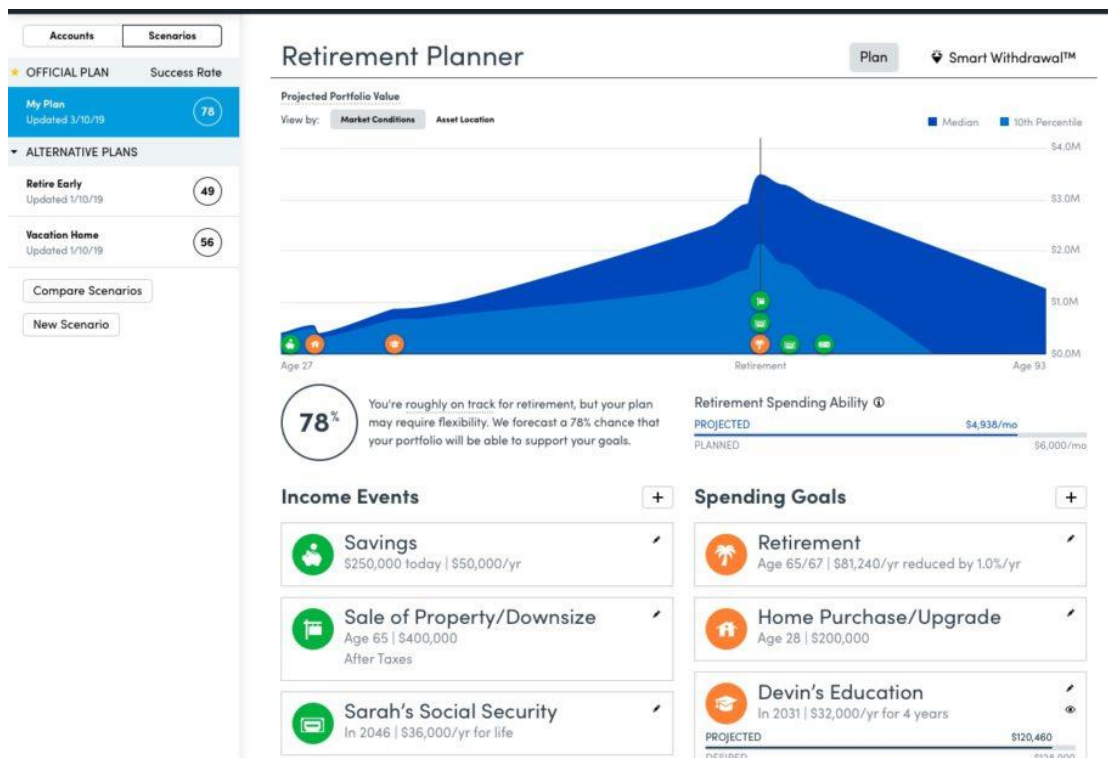 Accounts
Scenarios
OFFICIAL PLAN
Success Rate
My Plan
Updated 3/10/19
78
ALTERNATIVE PLANS
Retire Early
Updated 1/10/19
49
Vacation Home
Updated 1/10/19
56
Compare Scenarios
New Scenario
Retirement Planner
Plan
Smart Withdrawal™
Projected Portfolio Value
View by:
Market Conditions
Asset Location
Median
10th Percentile
$4.0M
$3.0M
$2.0M
$1.0M
$0.0M
Age 27
Retirement
Age 93
78%
You're roughly on track for retirement, but your plan
may require flexibility. We forecast a 78% chance that
your portfolio will be able to support your goals.
Retirement Spending Ability
PROJECTED
$4,938/mo
PLANNED
$6,000/mo
Income Events
+
Savings
$250,000 today | $50,000/yr
Sale of Property/Downsize
Age 65 | $400,000
After Taxes
Sarah's Social Security
In 2046 | $36,000/yr for life
Spending Goals
+
Retirement
Age 65/67 | $81,240/yr reduced by 1.0%/yr
Home Purchase/Upgrade
Age 28 | $200,000
Devin's Education
In 2031 | $32,000/yr for 4 years
PROJECTED
$120,460
DESIRED
$128,000